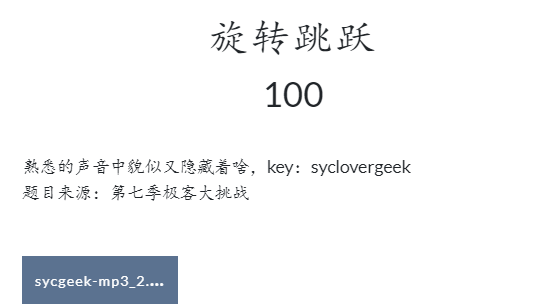 旋转跳跃
100
熟悉的声音中貌似又隐藏着啥，key：syclovergeek
题目来源：第七季极客大挑战
sycgeek-mp3_2....